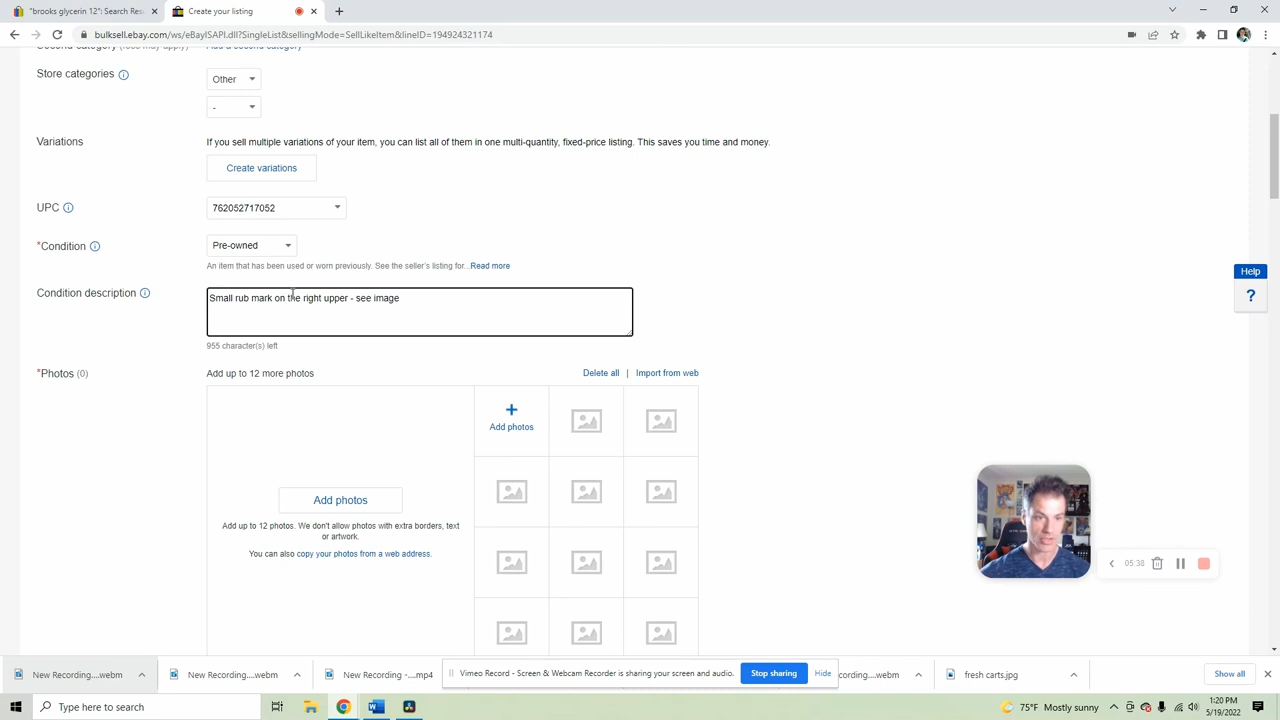 "brooks glycerin 12": Search Res
Create your listing
bulksell.ebay.com/ws/eBayISAPI.dll?SingleList&sellingMode=SellLikeItem&lineID=194924321174
Second category (fees may apply) Add a second category
Store categories
Other
-
Variations
If you sell multiple variations of your item, you can list all of them in one multi-quantity, fixed-price listing. This saves you time and money.
Create variations
UPC
762052717052
*Condition
Pre-owned
An item that has been used or worn previously. See the seller's listing for...Read more
Help
?
Condition description
Small rub mark on the right upper - see image
955 character(s) left
*Photos (0)
Add up to 12 more photos
Delete all | Import from web
+
Add photos
Add photos
Add up to 12 photos. We don't allow photos with extra borders, text
or artwork.
You can also copy your photos from a web address.
05:38
New Recording....webm
New Recording....webm
New Recording -....mp4
Vimeo Record - Screen & Webcam Recorder is sharing your screen and audio.
Stop sharing
Hide
cording....webm
fresh carts.jpg
Show all
Type here to search
75°F Mostly sunny
1:20 PM
5/19/2022